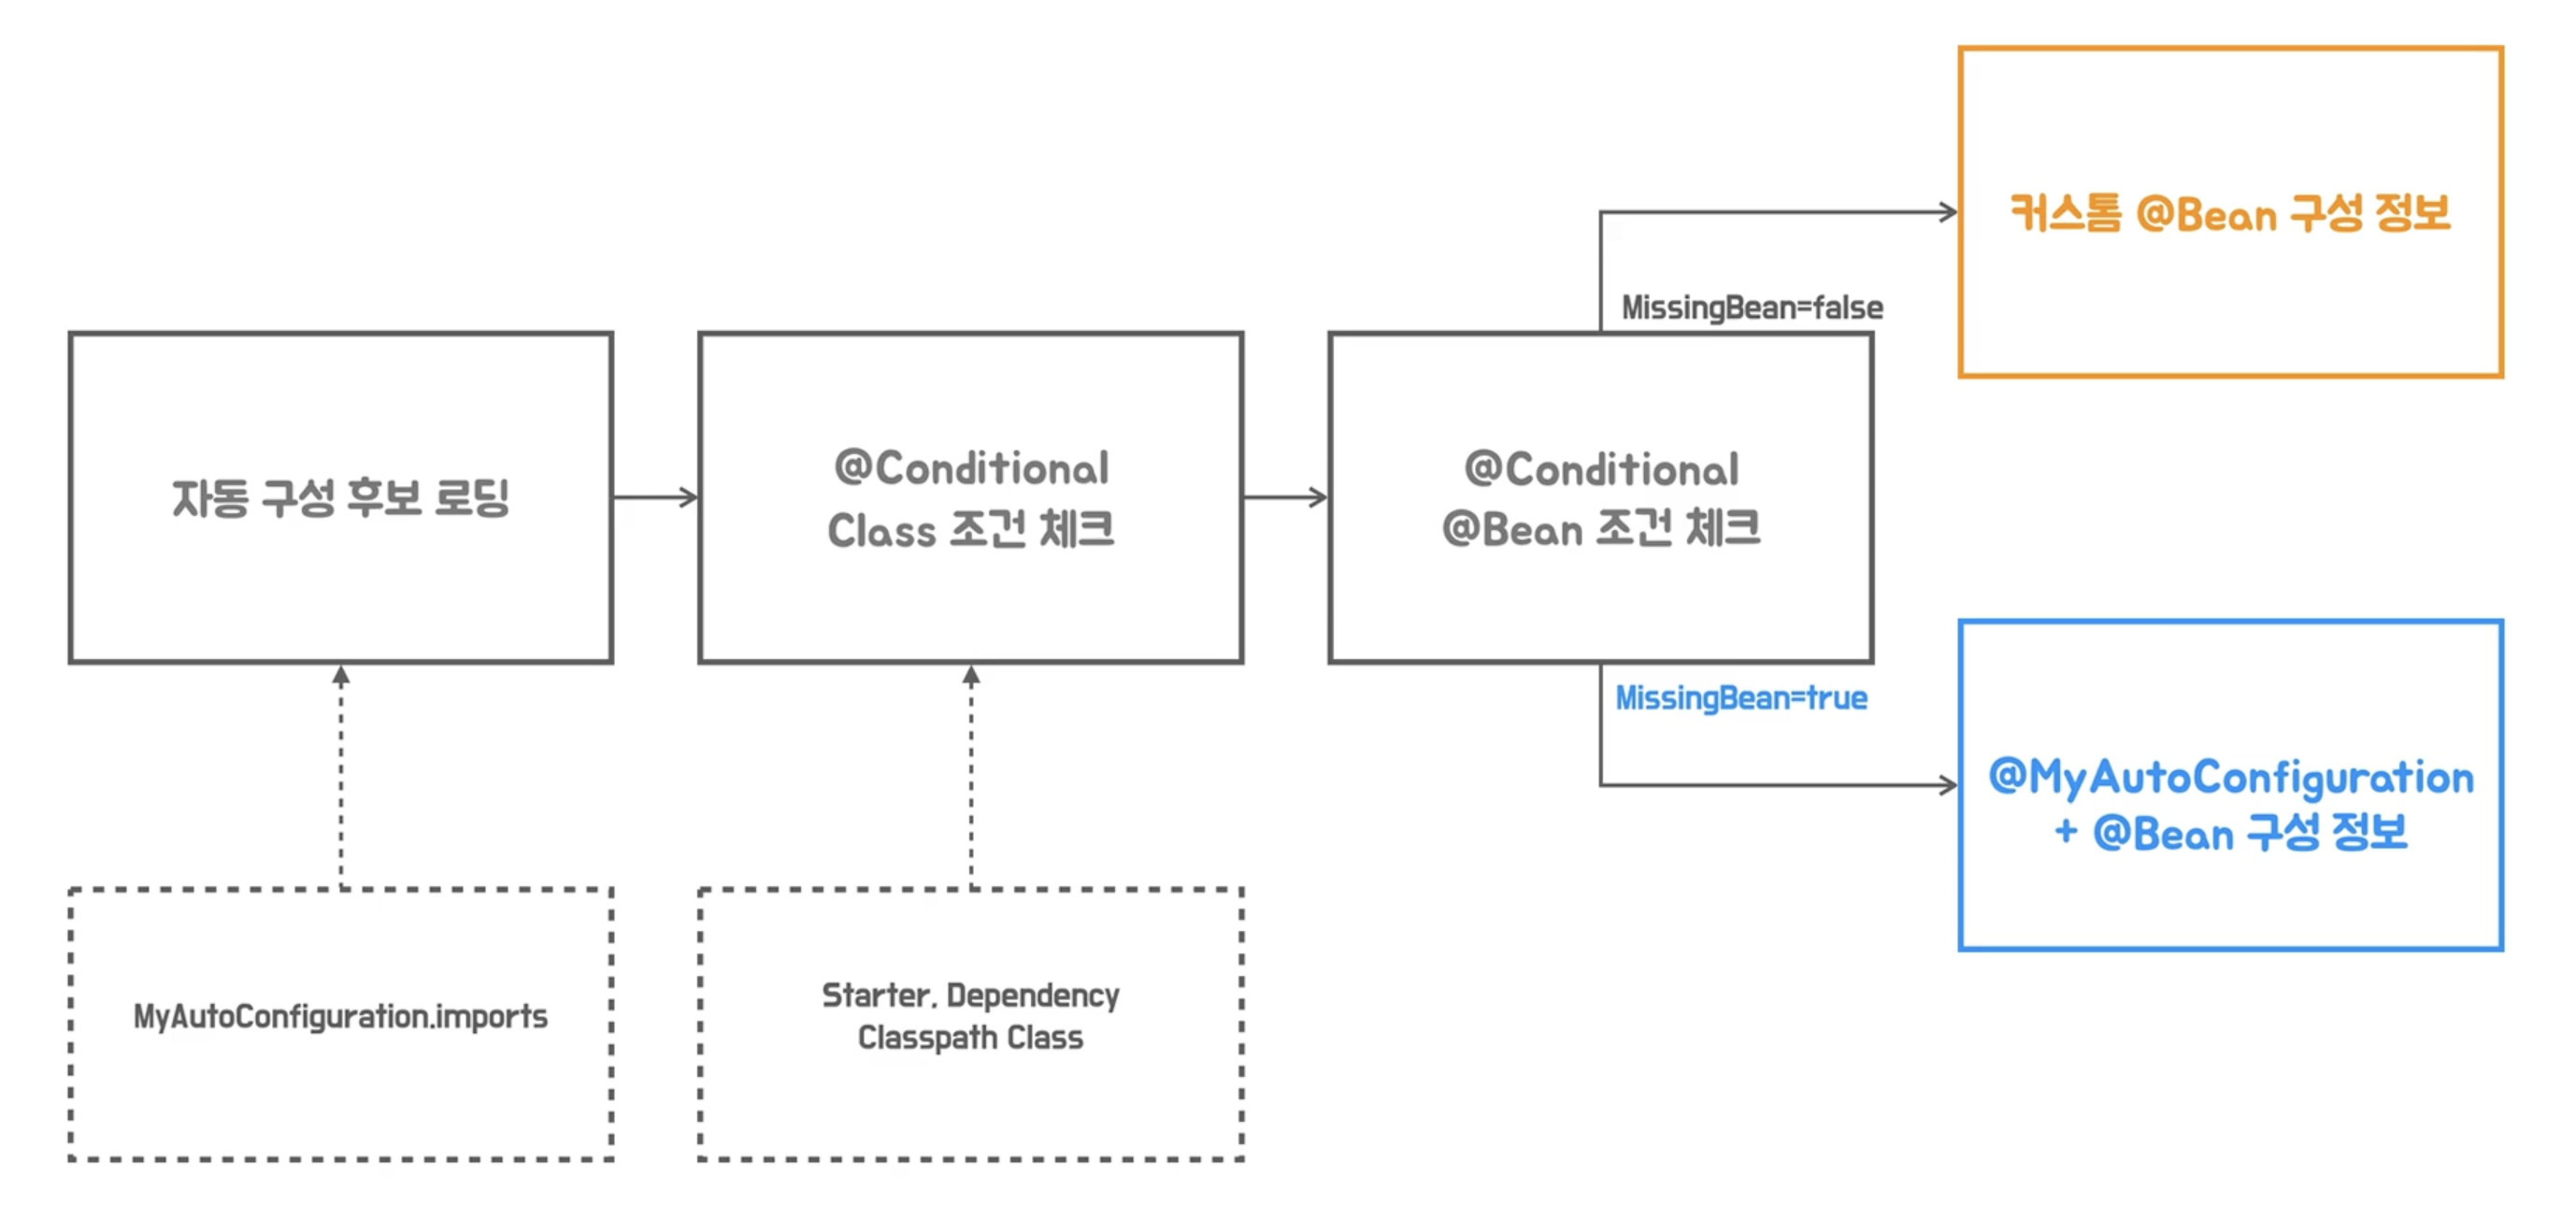 커스톰 @Bean 구성 정보
MissingBean=false
자동 구성 후보 로딩
@Conditional
Class 조건 체크
@Conditional
@Bean 조건 체크
MissingBean=true
@MyAutoConfiguration
+ @Bean 구성 정보
MyAutoConfiguration.imports
Starter, Dependency
Classpath Class